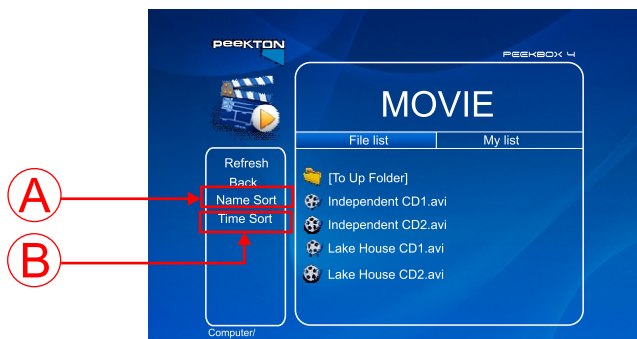 PEEKTON
PEEKBOX 4
MOVIE
File list
My list
Refresh
Back
Name Sort
Time Sort
[To Up Folder]
Independent CD1.avi
Independent CD2.avi
Lake House CD1.avi
Lake House CD2.avi
Computer/
A
B